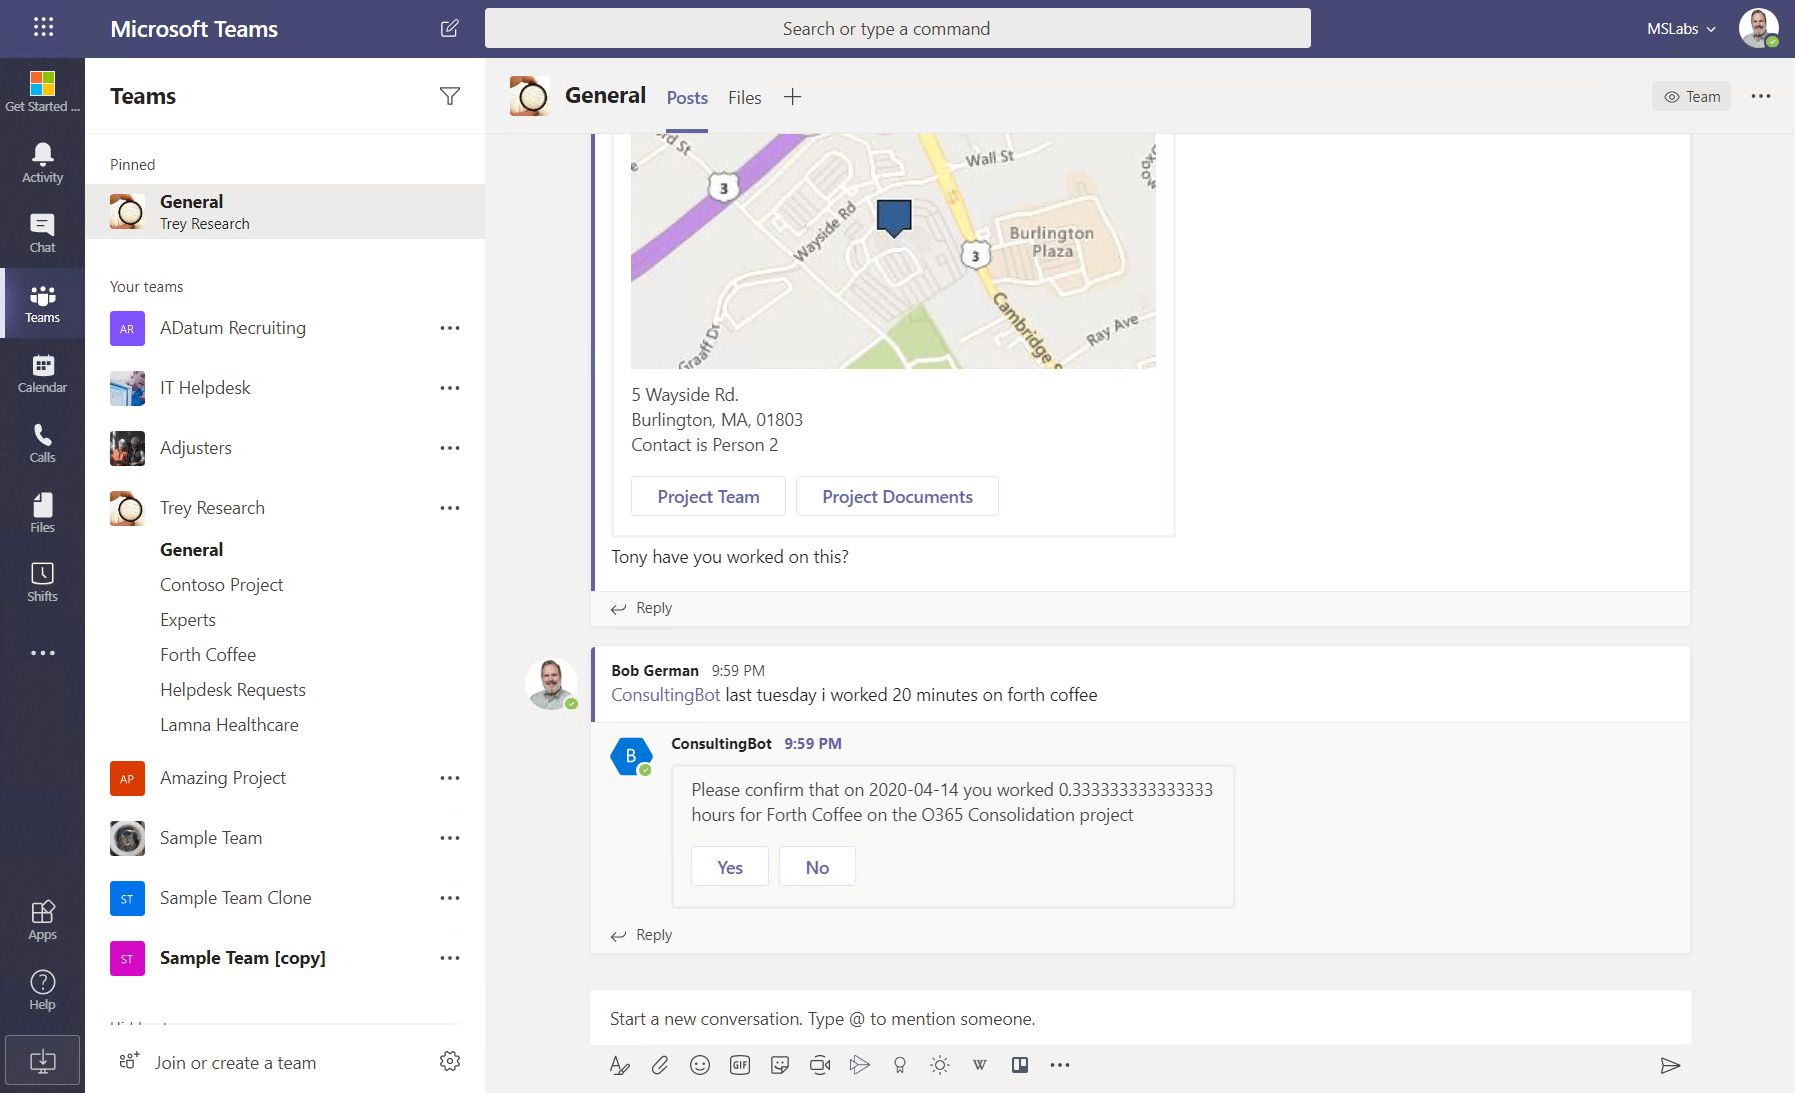 Microsoft Teams
Search or type a command
MSLabs
Get Started ...
Activity
Chat
Teams
Calendar
Calls
Files
Shifts
Apps
Help
Teams
Pinned
General
Trey Research
Your teams
AR ADatum Recruiting
IT Helpdesk
Adjusters
Trey Research
General
Contoso Project
Experts
Forth Coffee
Helpdesk Requests
Lamna Healthcare
AP Amazing Project
Sample Team
ST Sample Team Clone
ST Sample Team [copy]
Join or create a team
General Posts Files
Team
rd St
Wall St
3
Wayside Rd
Burlington
Plaza
3
Cambridge
Ray Ave
Graaff Dr
5 Wayside Rd.
Burlington, MA, 01803
Contact is Person 2
Project Team Project Documents
Tony have you worked on this?
Reply
Bob German 9:59 PM
ConsultingBot last tuesday i worked 20 minutes on forth coffee
B
ConsultingBot 9:59 PM
Please confirm that on 2020-04-14 you worked 0.333333333333333
hours for Forth Coffee on the O365 Consolidation project
Yes No
Reply
Start a new conversation. Type @ to mention someone.
GIF
W